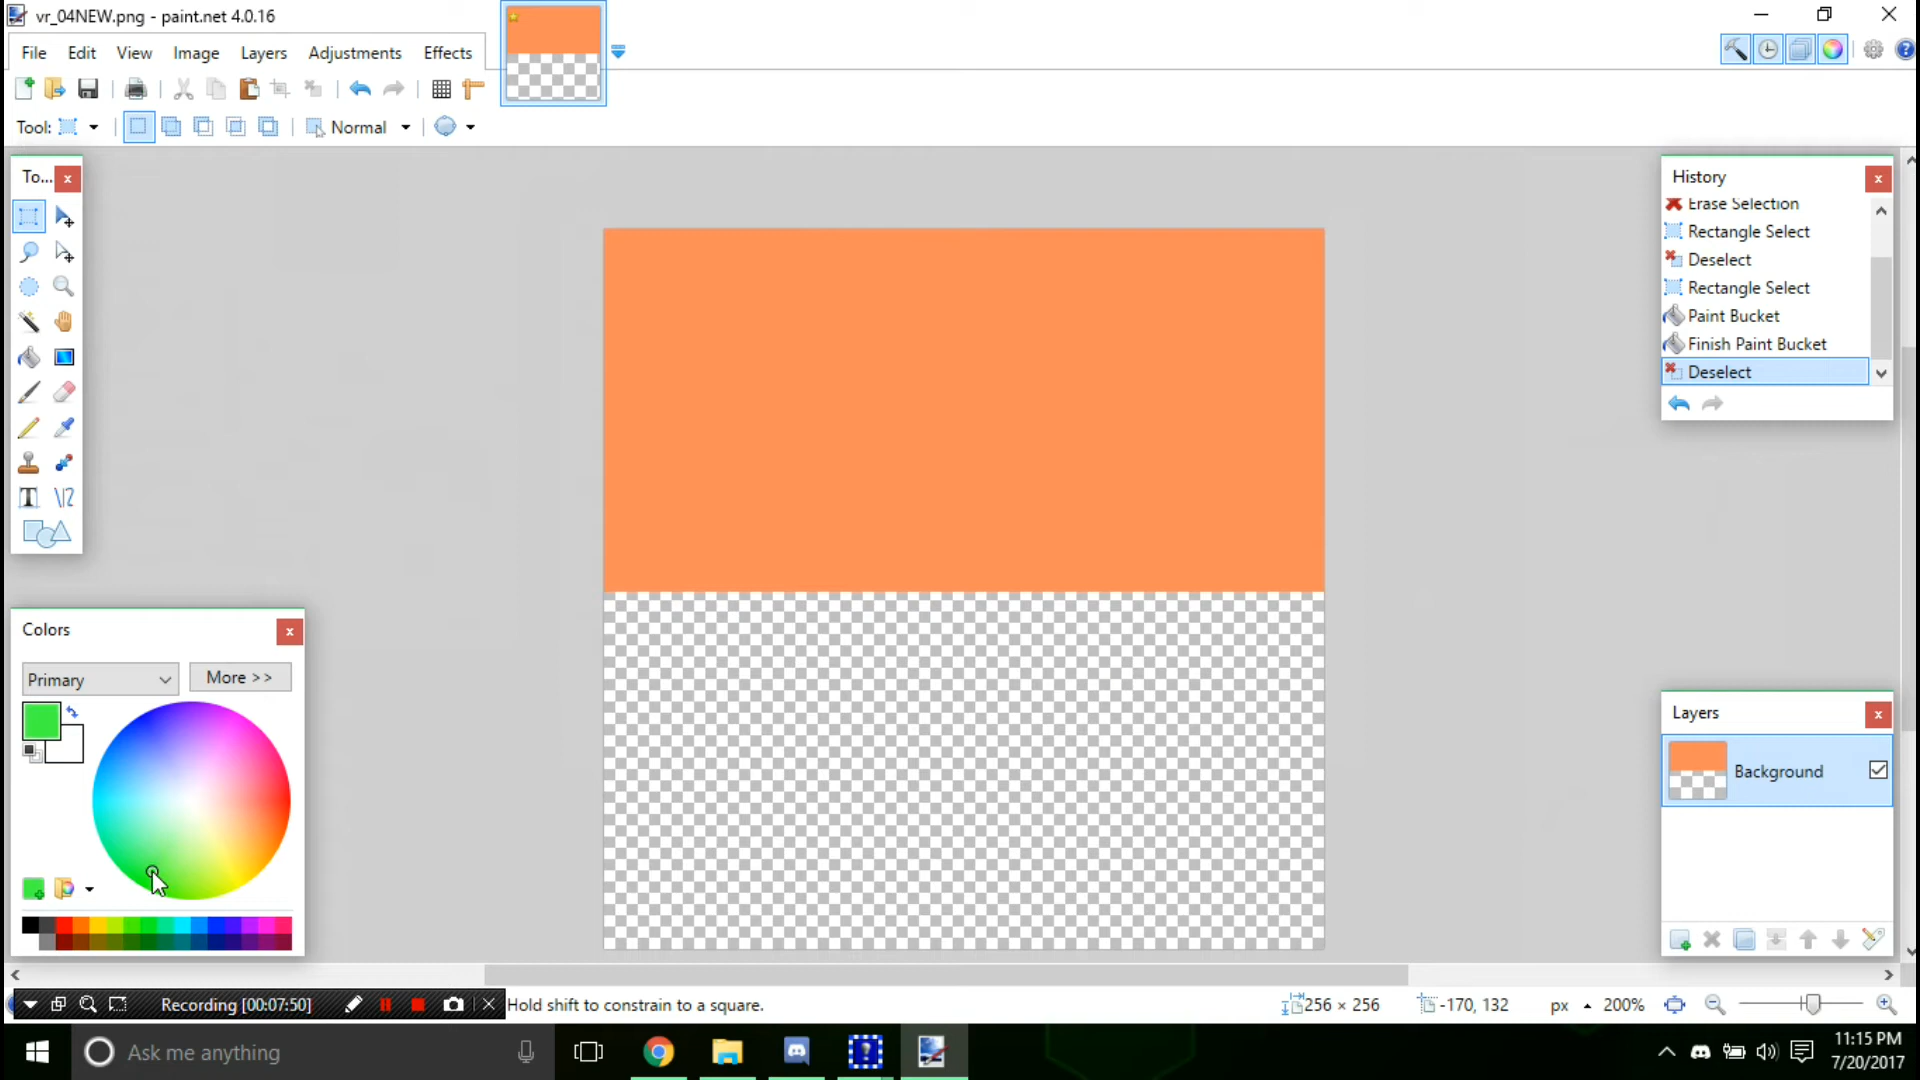 vr_04NEW.png - paint.net 4.0.16
File Edit View Image Layers Adjustments Effects
Tool: Normal
To...
History
Erase Selection
Rectangle Select
Deselect
Rectangle Select
Paint Bucket
Finish Paint Bucket
Deselect
Colors
Primary More >>
Layers
Background
Recording [00:07:50]
Hold shift to constrain to a square.
256 × 256
-170, 132
px
200%
Ask me anything
11:15 PM
7/20/2017